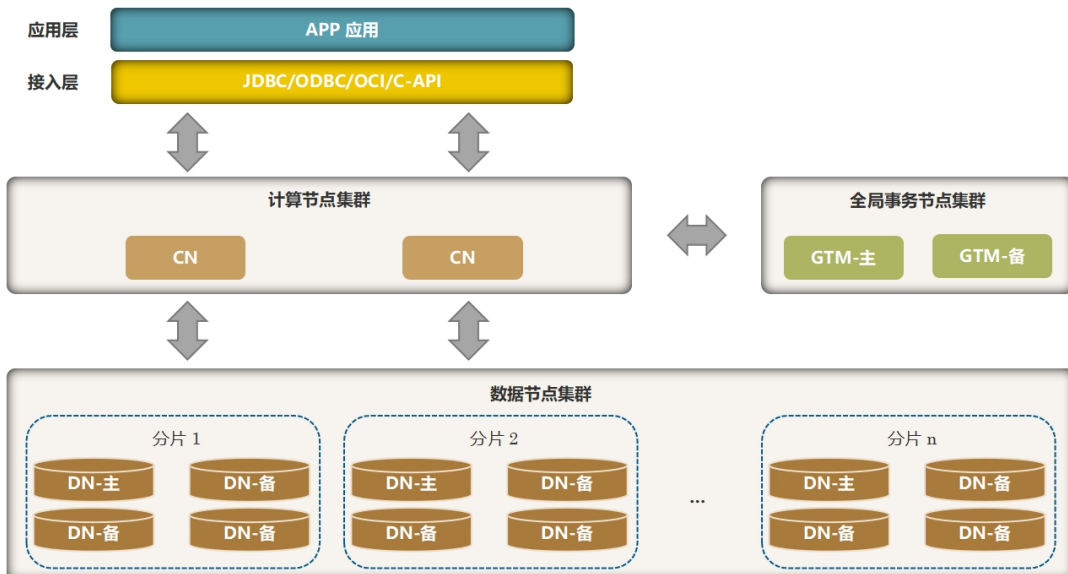 应用层
APP 应用
接入层
JDBC/ODBC/OCI/C-API
计算节点集群
全局事务节点集群
CN
CN
GTM-主
GTM-备
数据节点集群
分片 1
分片 2
分片 n
DN-主
DN-备
DN-主
DN-备
...
DN-主
DN-备
DN-备
DN-备
DN-备
DN-备
DN-备
DN-备